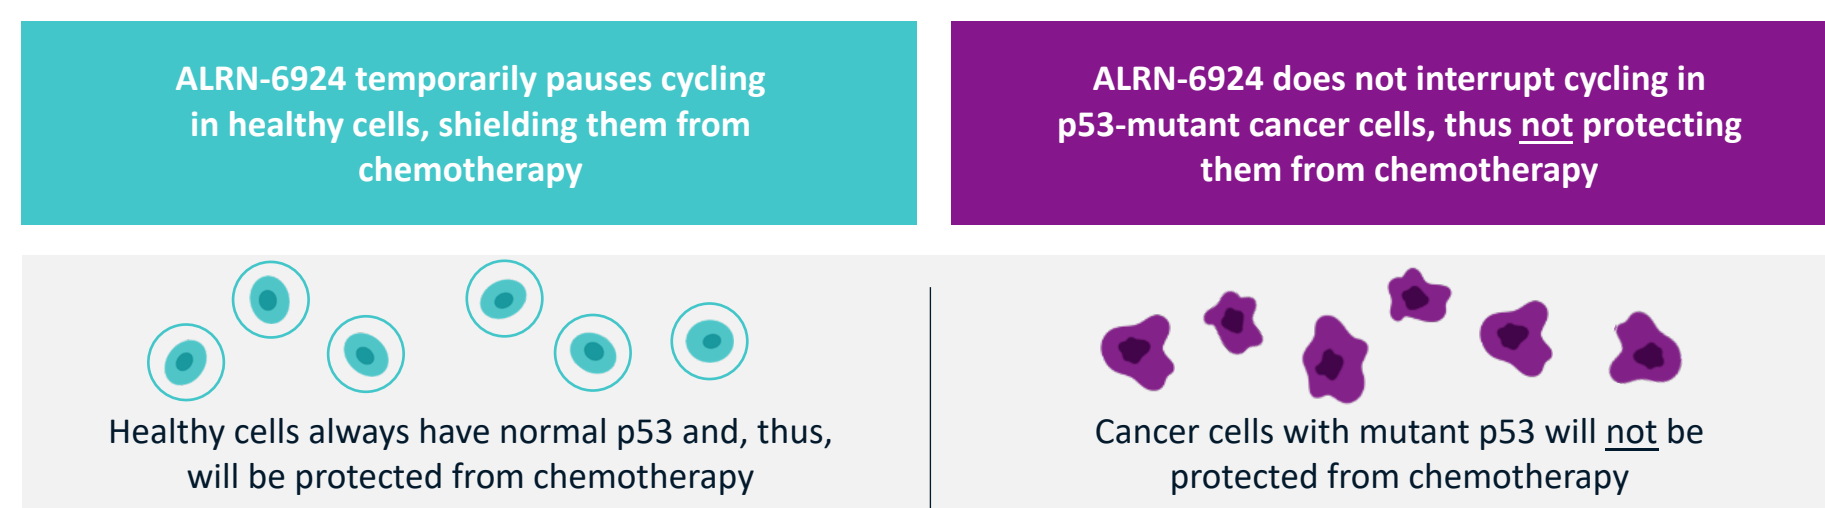 ALRN-6924 temporarily pauses cycling
in healthy cells, shielding them from
chemotherapy
ALRN-6924 does not interrupt cycling in
p53-mutant cancer cells, thus not protecting
them from chemotherapy
Healthy cells always have normal p53 and, thus,
will be protected from chemotherapy
Cancer cells with mutant p53 will not be
protected from chemotherapy